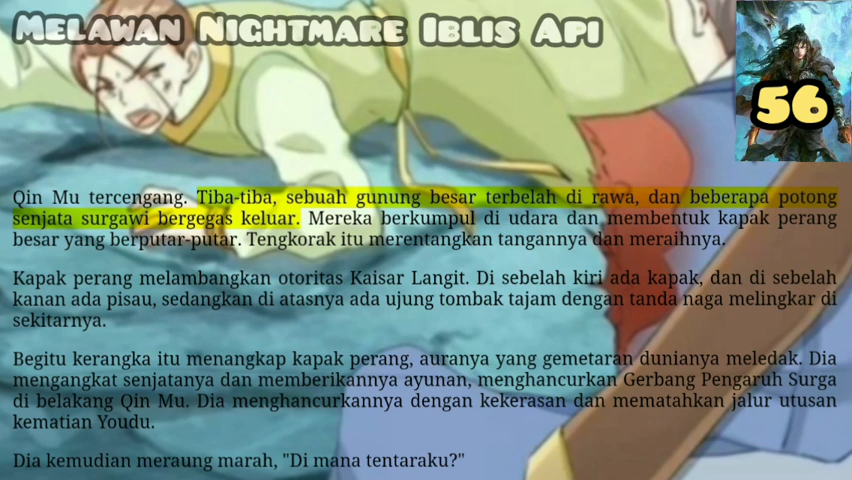 Melawan Nightmare Iblis Api
56
Qin Mu tercengang. Tiba-tiba, sebuah gunung besar terbelah di rawa, dan beberapa potong
senjata surgawi bergegas keluar. Mereka berkumpul di udara dan membentuk kapak perang
besar yang berputar-putar. Tengkorak itu merentangkan tangannya dan meraihnya.
Kapak perang melambangkan otoritas Kaisar Langit. Di sebelah kiri ada kapak, dan di sebelah
kanan ada pisau, sedangkan di atasnya ada ujung tombak tajam dengan tanda naga melingkar di
sekitarnya.
Begitu kerangka itu menangkap kapak perang, auranya yang gemetaran dunianya meledak. Dia
mengangkat senjatanya dan memberikannya ayunan, menghancurkan Gerbang Pengaruh Surga
di belakang Qin Mu. Dia menghancurkannya dengan kekerasan dan mematahkan jalur utusan
kematian Youdu.
Dia kemudian meraung marah, "Di mana tentaraku?"